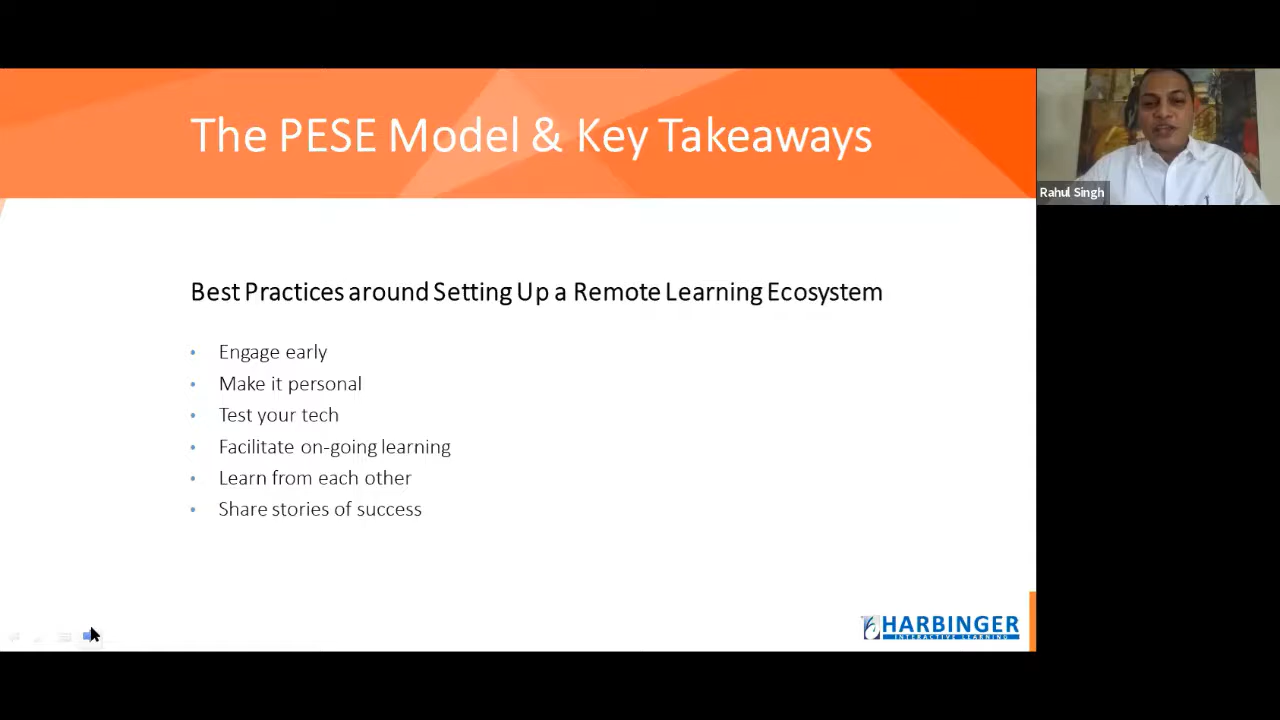 The PESE Model & Key Takeaways
Rahul Singh
Best Practices around Setting Up a Remote Learning Ecosystem
• Engage early
• Make it personal
• Test your tech
• Facilitate on-going learning
• Learn from each other
• Share stories of success
HARBINGER
INTERACTIVE LEARNING